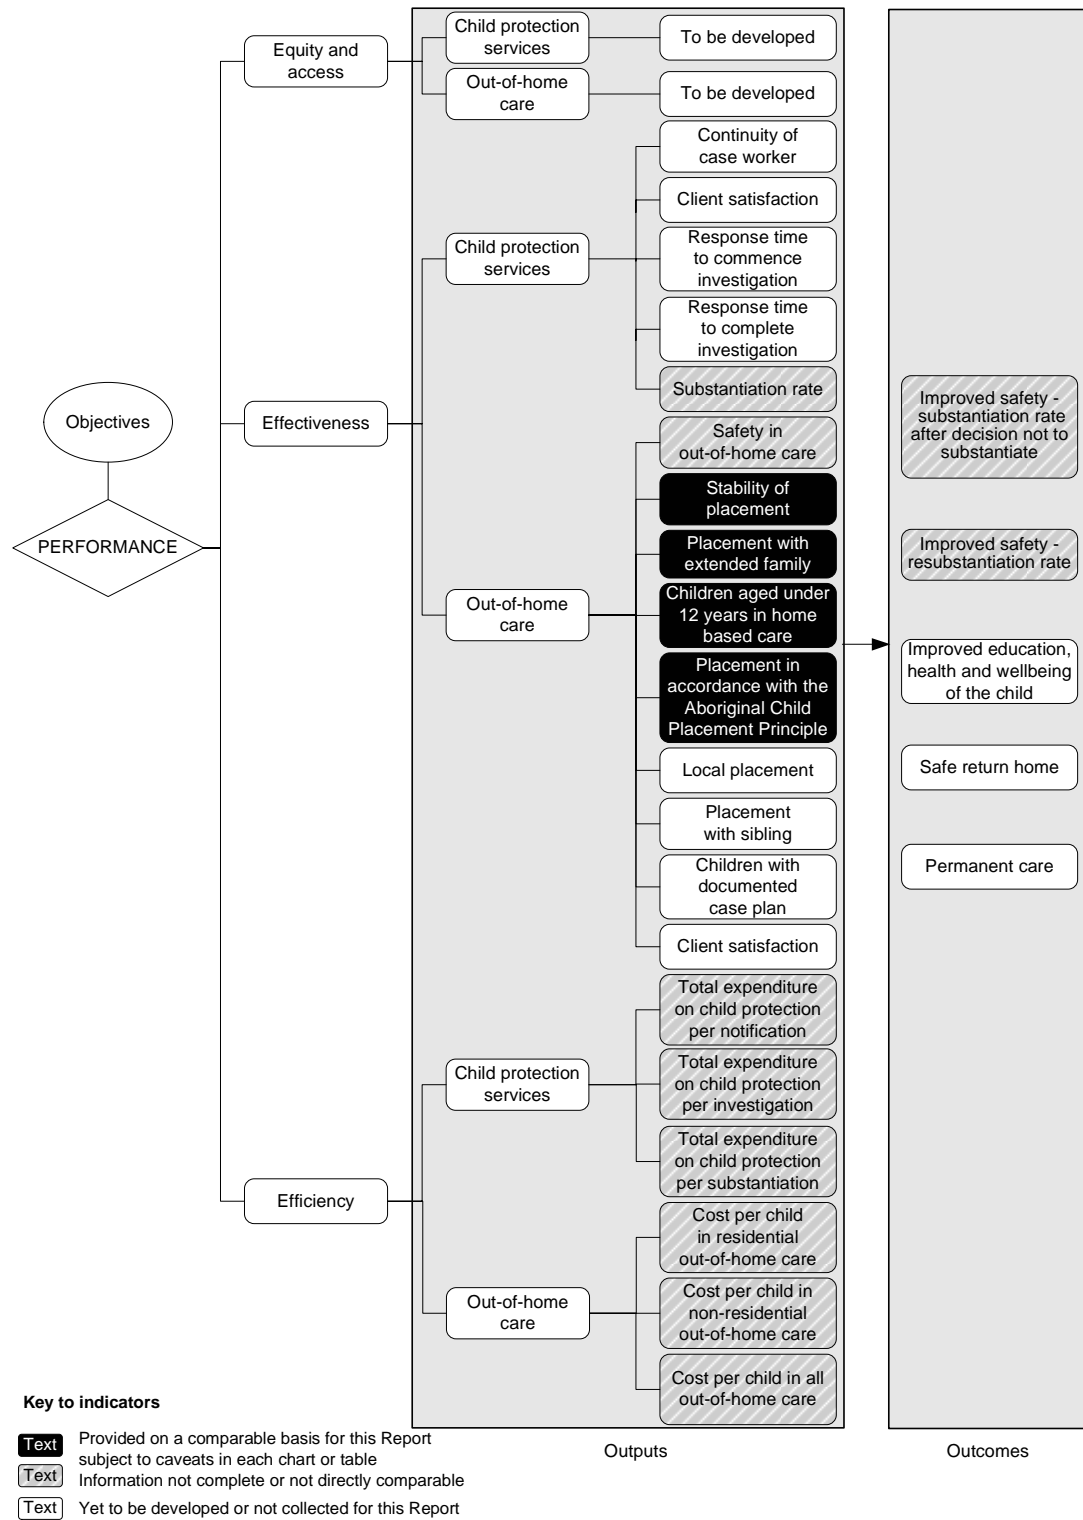 Objectives
PERFORMANCE
Equity and
access
Child protection
services
To be developed
Out-of-home
care
To be developed
Effectiveness
Child protection
services
Continuity of
case worker
Client satisfaction
Response time
to commence
investigation
Response time
to complete
investigation
Substantiation rate
Out-of-home
care
Safety in
out-of-home care
Stability of
placement
Placement with
extended family
Children aged under
12 years in home
based care
Placement in
accordance with the
Aboriginal Child
Placement Principle
Local placement
Placement
with sibling
Children with
documented
case plan
Client satisfaction
Efficiency
Child protection
services
Total expenditure
on child protection
per notification
Total expenditure
on child protection
per investigation
Total expenditure
on child protection
per substantiation
Out-of-home
care
Cost per child
in residential
out-of-home care
Cost per child in
non-residential
out-of-home care
Cost per child in all
out-of-home care
Outputs
Improved safety -
substantiation rate
after decision not to
substantiate
Improved safety -
resubstantiation rate
Improved education,
health and wellbeing
of the child
Safe return home
Permanent care
Outcomes
Key to indicators
Text Provided on a comparable basis for this Report
subject to caveats in each chart or table
Text Information not complete or not directly comparable
Text Yet to be developed or not collected for this Report